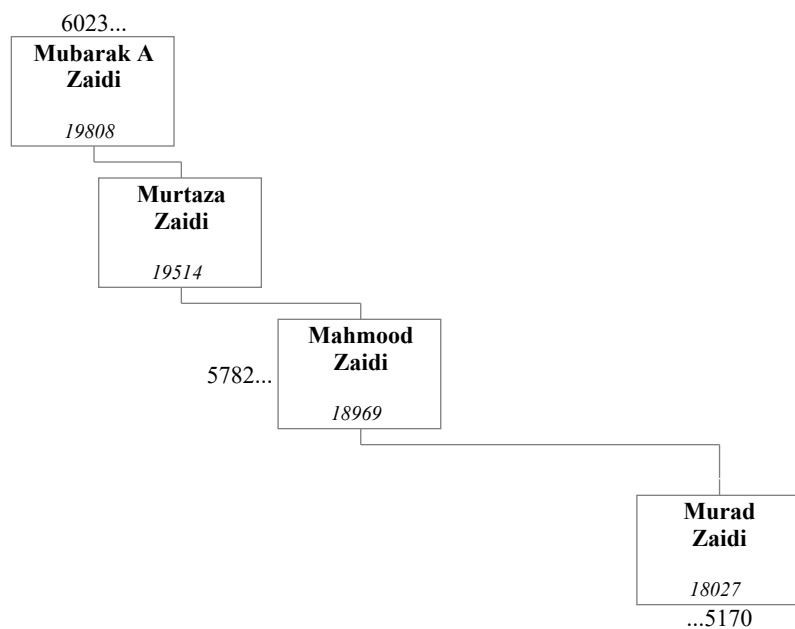 6023...
Mubarak A
Zaidi
19808
Murtaza
Zaidi
19514
Mahmood
Zaidi
5782...
18969
Murad
Zaidi
18027
...5170